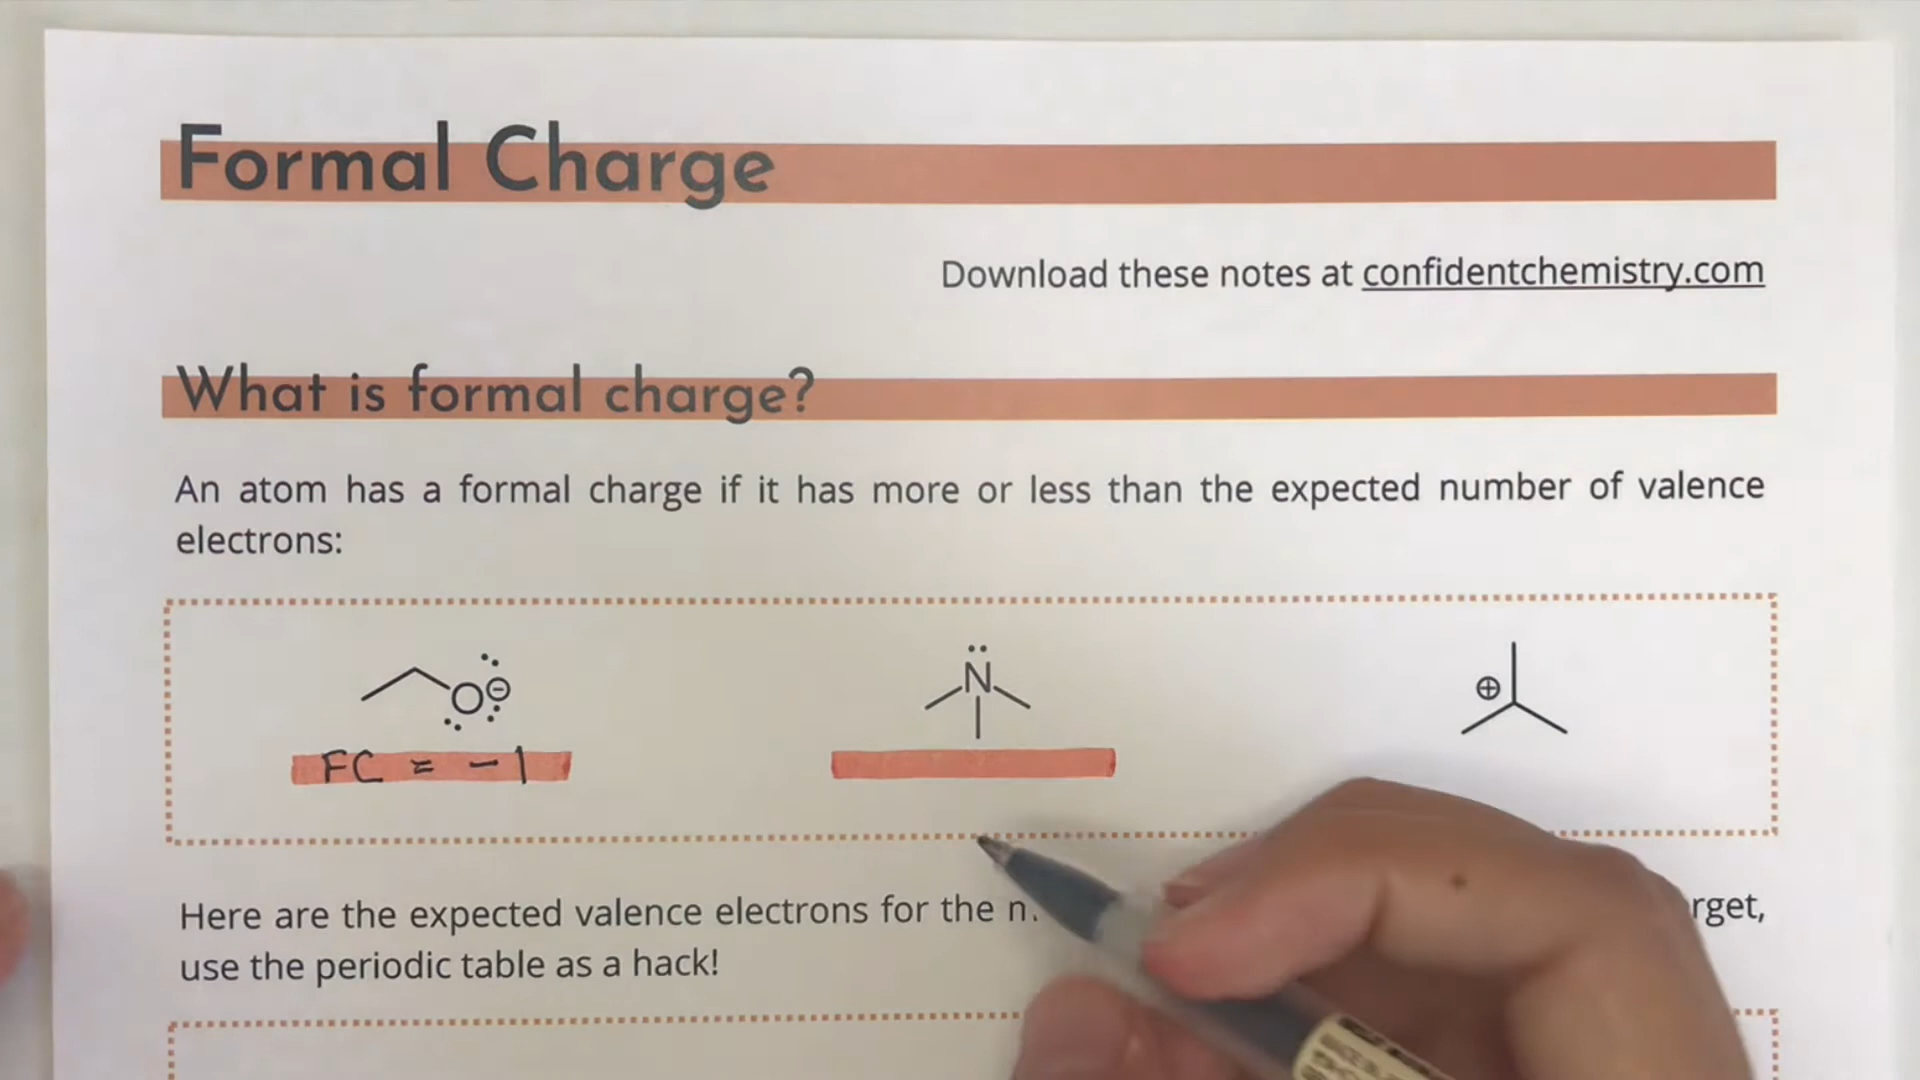 Formal Charge
Download these notes at confidentchemistry.com
What is formal charge?
An atom has a formal charge if it has more or less than the expected number of valence
electrons:
O⊖
N
⊕
FC = -1
Here are the expected valence electrons for the
rget,
use the periodic table as a hack!